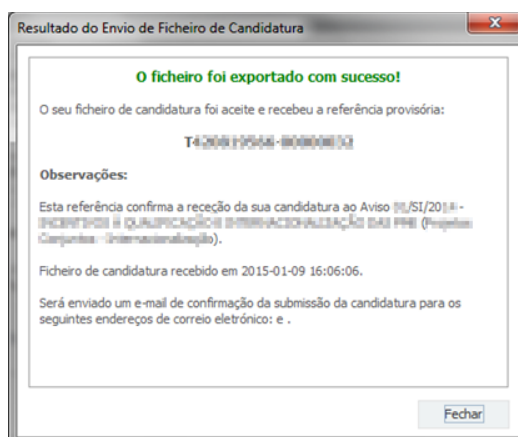 Resultado do Envio de Ficheiro de Candidatura
O ficheiro foi exportado com sucesso!
O seu ficheiro de candidatura foi aceite e recebeu a referência provisória:
Observações:
Esta referência confirma a receção da sua candidatura ao Aviso /SI/201 -
Ficheiro de candidatura recebido em 2015-01-09 16:06:06.
Será enviado um e-mail de confirmação da submissão da candidatura para os
seguintes endereços de correio eletrónico: e .
Fechar